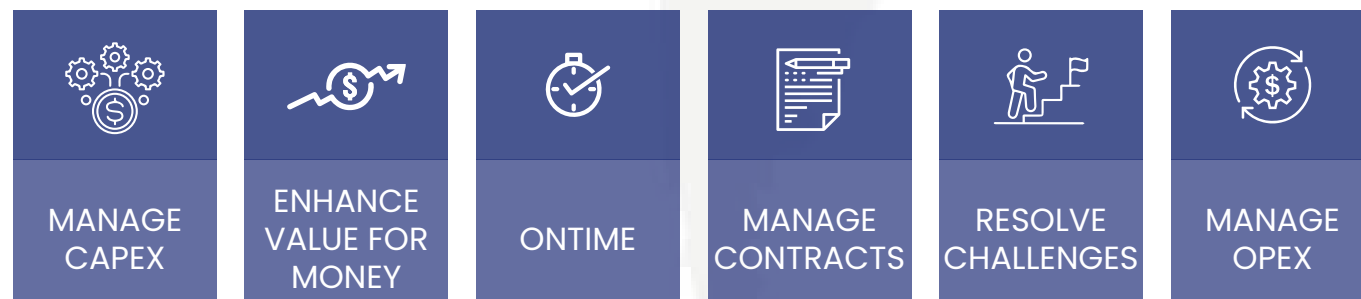 MANAGE
CAPEX
ENHANCE
VALUE FOR
MONEY
ONTIME
MANAGE
CONTRACTS
RESOLVE
CHALLENGES
MANAGE
OPEX